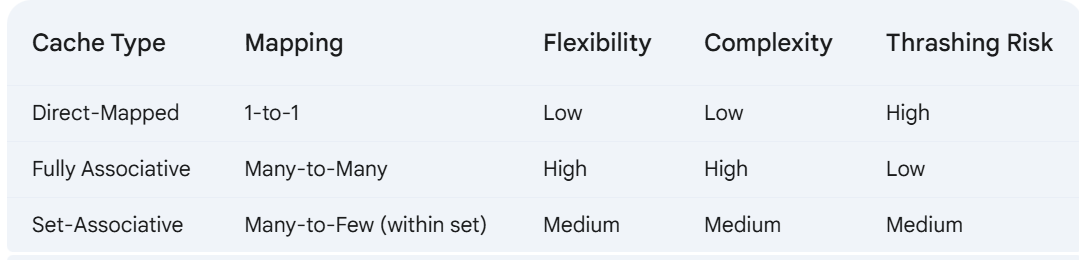 Cache Type Mapping Flexibility Complexity Thrashing Risk
Direct-Mapped 1-to-1 Low Low High
Fully Associative Many-to-Many High High Low
Set-Associative Many-to-Few (within set) Medium Medium Medium